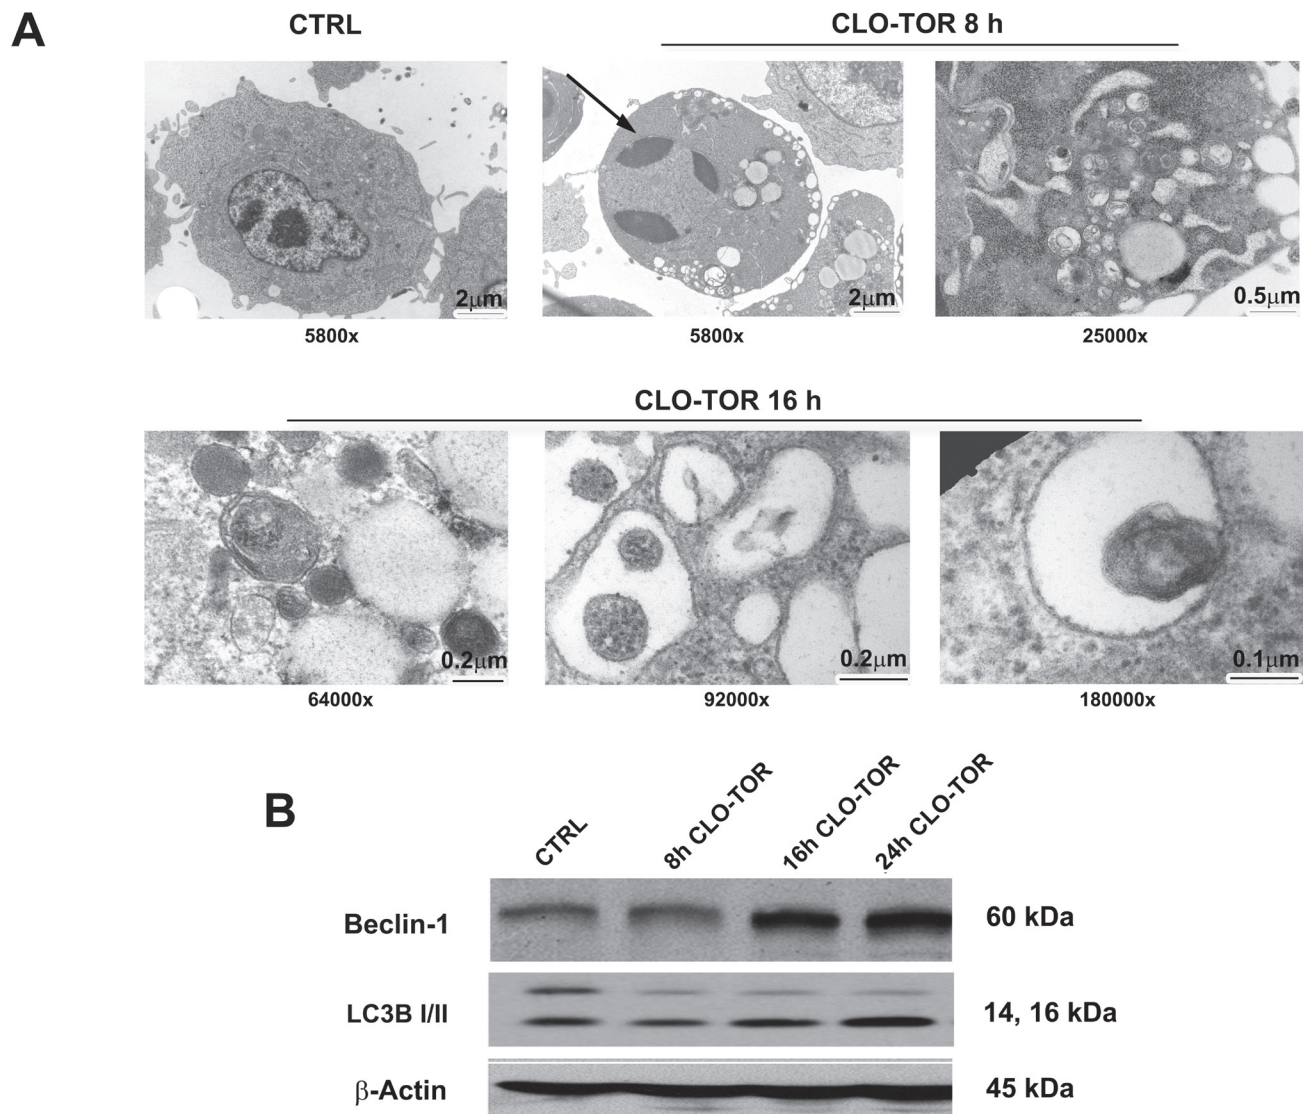 A
CTRL
CLO-TOR 8 h
2μm
2μm
0.5μm
5800x
5800x
25000x
CLO-TOR 16 h
0.2μm
0.2μm
0.1μm
64000x
92000x
180000x
B
CTRL
8h CLO-TOR
16h CLO-TOR
24h CLO-TOR
Beclin-1
60 kDa
LC3B I/II
14, 16 kDa
β-Actin
45 kDa